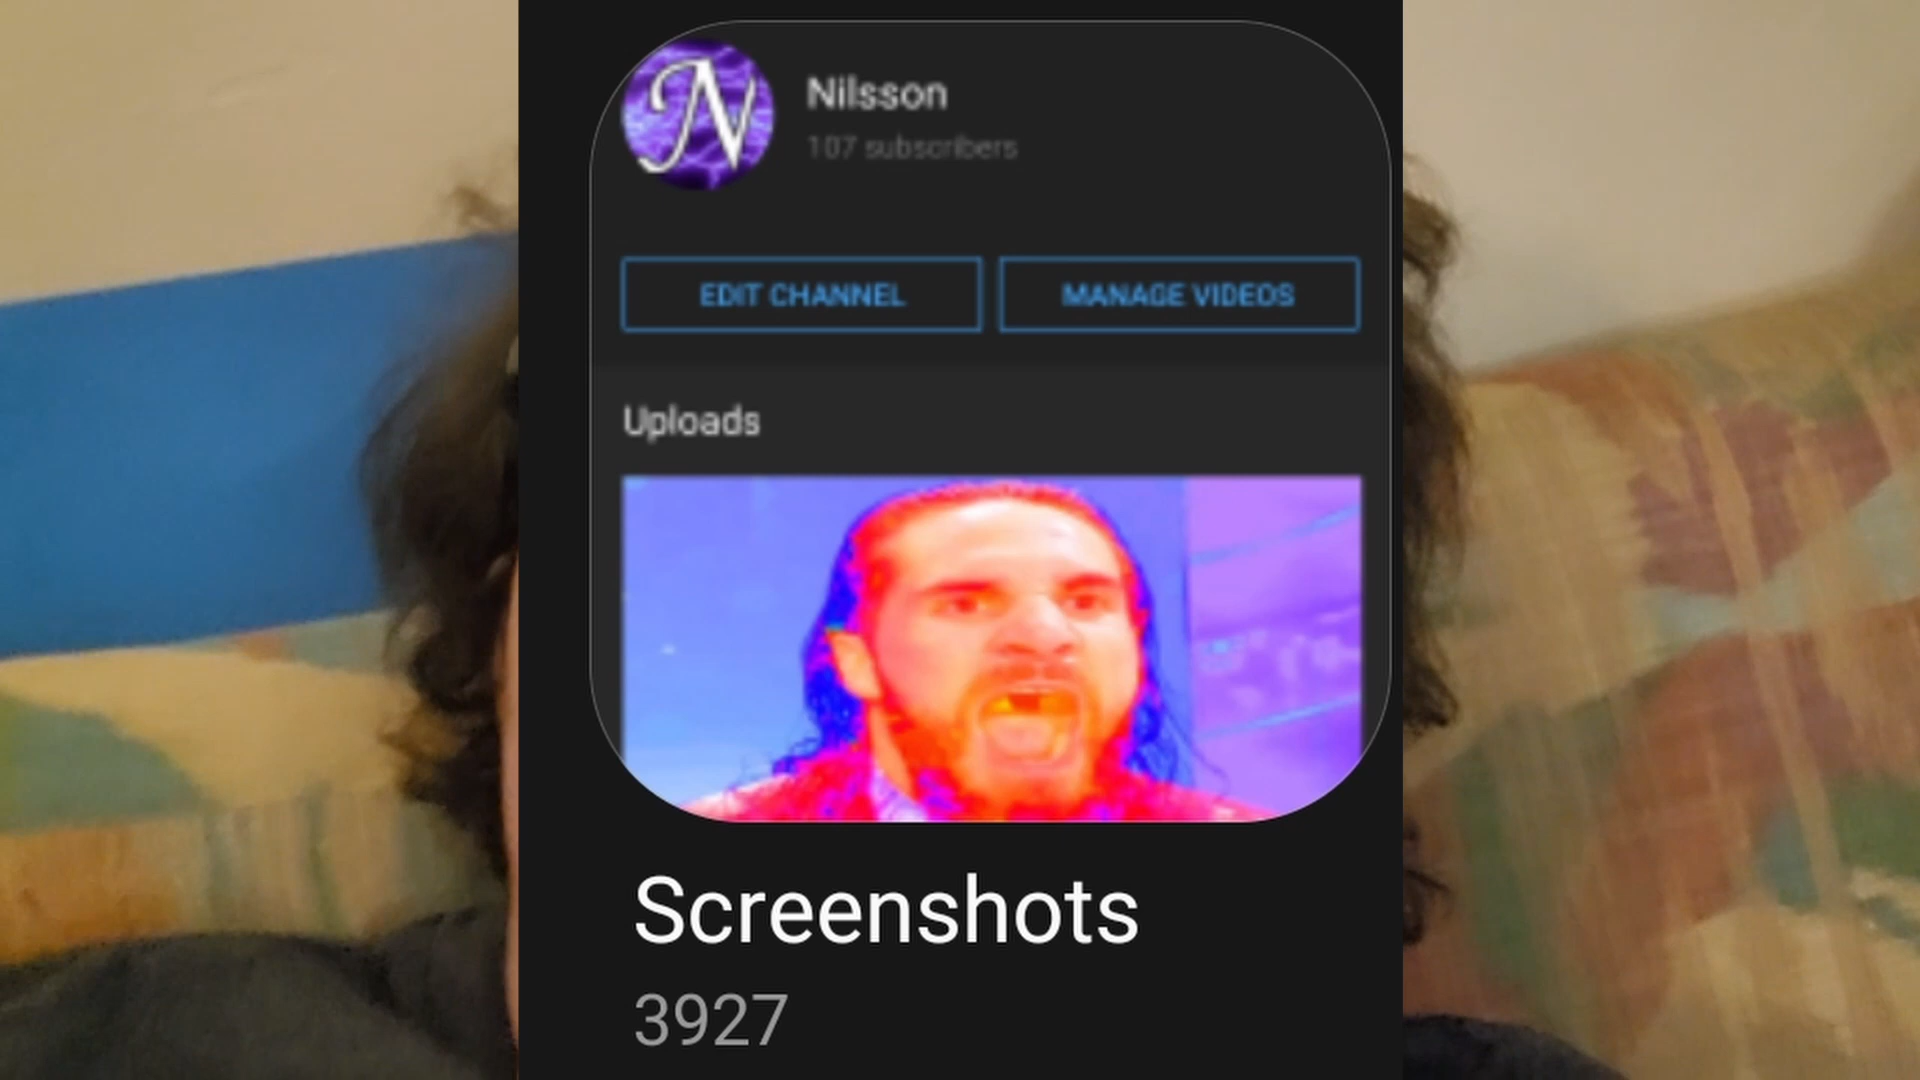 N
Nilsson
107 subscribers
EDIT CHANNEL
MANAGE VIDEOS
Uploads
Screenshots
3927